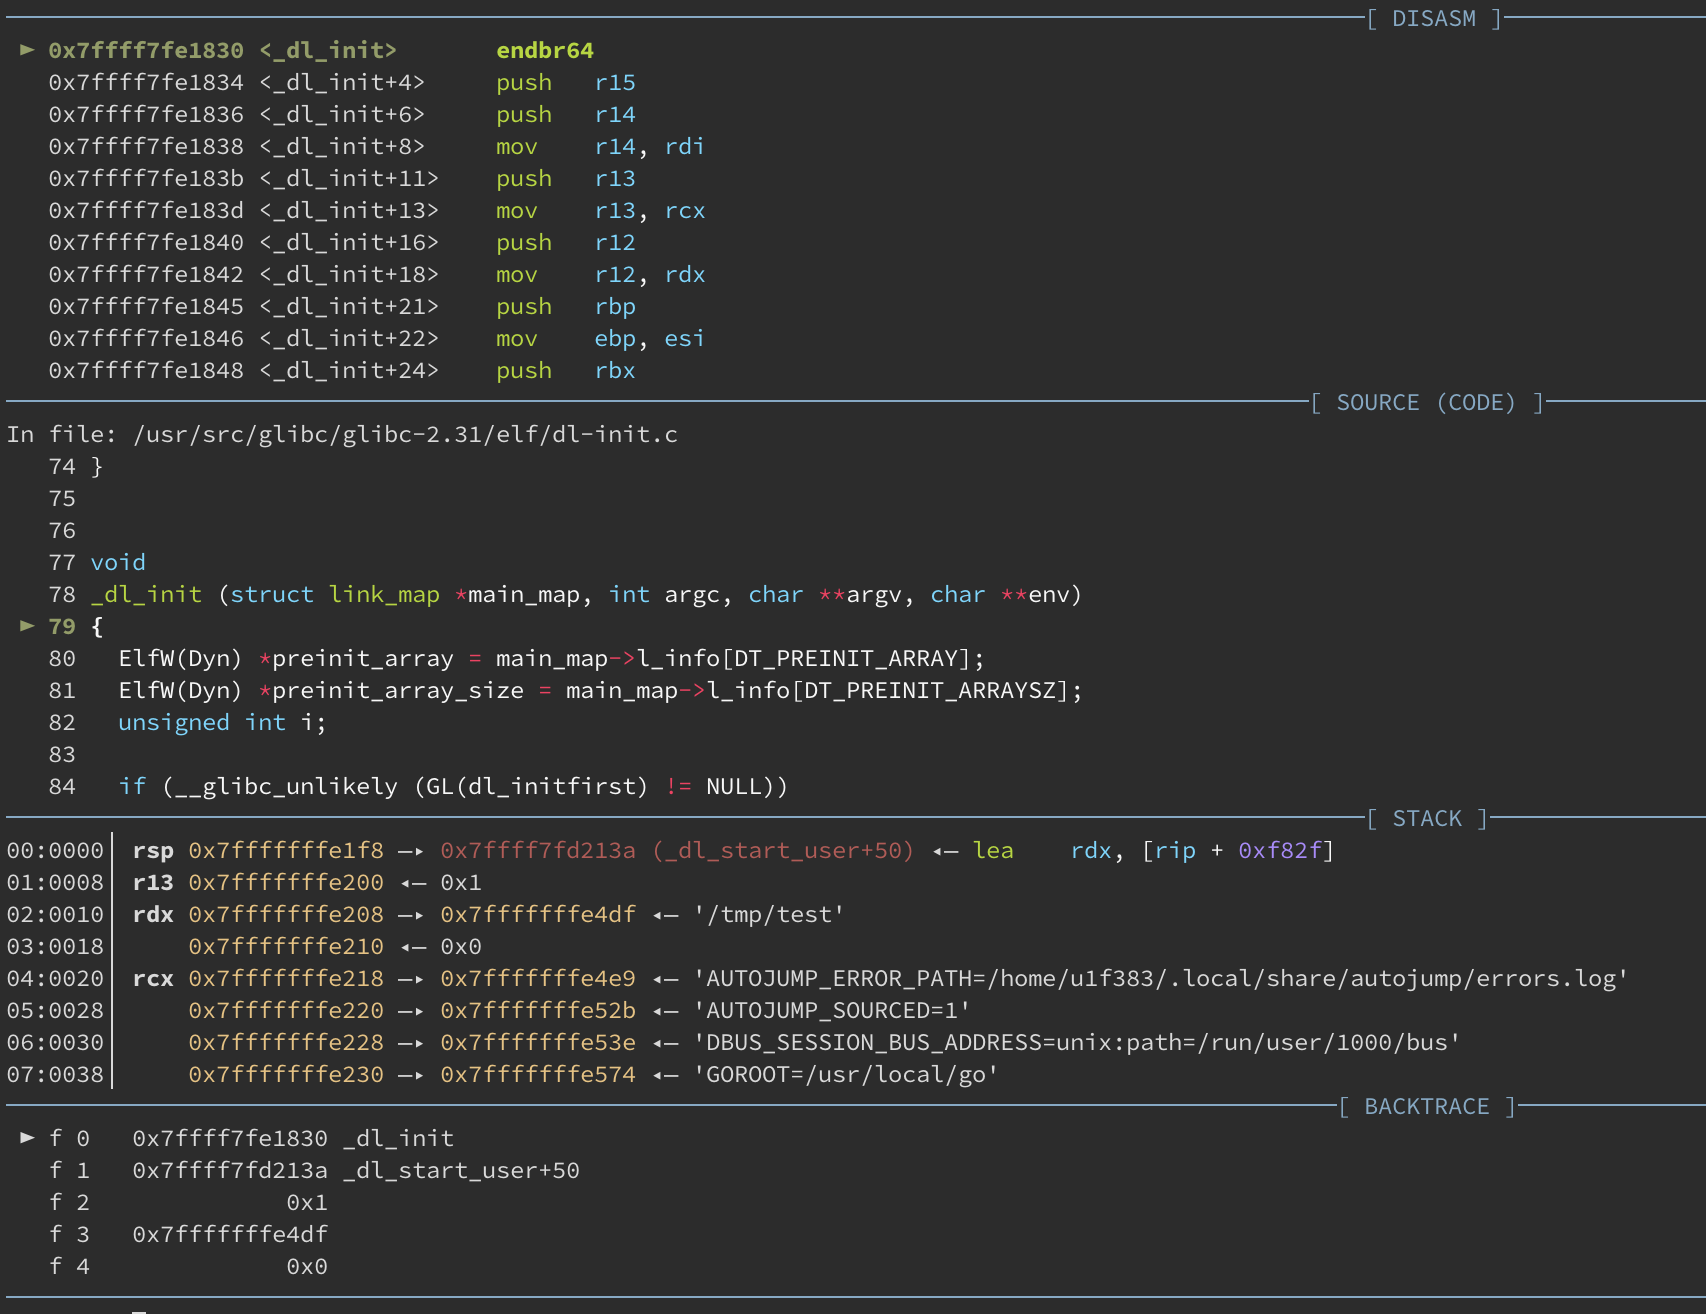 [ DISASM ]
► 0x7ffff7fe1830 <_dl_init> endbr64
0x7ffff7fe1834 <_dl_init+4> push r15
0x7ffff7fe1836 <_dl_init+6> push r14
0x7ffff7fe1838 <_dl_init+8> mov r14, rdi
0x7ffff7fe183b <_dl_init+11> push r13
0x7ffff7fe183d <_dl_init+13> mov r13, rcx
0x7ffff7fe1840 <_dl_init+16> push r12
0x7ffff7fe1842 <_dl_init+18> mov r12, rdx
0x7ffff7fe1845 <_dl_init+21> push rbp
0x7ffff7fe1846 <_dl_init+22> mov ebp, esi
0x7ffff7fe1848 <_dl_init+24> push rbx
[ SOURCE (CODE) ]
In file: /usr/src/glibc/glibc-2.31/elf/dl-init.c
74 }
75
76
77 void
78 _dl_init (struct link_map *main_map, int argc, char **argv, char **env)
► 79 {
80 ElfW(Dyn) *preinit_array = main_map->l_info[DT_PREINIT_ARRAY];
81 ElfW(Dyn) *preinit_array_size = main_map->l_info[DT_PREINIT_ARRAYSZ];
82 unsigned int i;
83
84 if (__glibc_unlikely (GL(dl_initfirst) != NULL))
[ STACK ]
00:0000│ rsp 0x7fffffffe1f8 —▸ 0x7ffff7fd213a (_dl_start_user+50) ◂— lea rdx, [rip + 0xf82f]
01:0008│ r13 0x7fffffffe200 ◂— 0x1
02:0010│ rdx 0x7fffffffe208 —▸ 0x7fffffffe4df ◂— '/tmp/test'
03:0018│ 0x7fffffffe210 ◂— 0x0
04:0020│ rcx 0x7fffffffe218 —▸ 0x7fffffffe4e9 ◂— 'AUTOJUMP_ERROR_PATH=/home/u1f383/.local/share/autojump/errors.log'
05:0028│ 0x7fffffffe220 —▸ 0x7fffffffe52b ◂— 'AUTOJUMP_SOURCED=1'
06:0030│ 0x7fffffffe228 —▸ 0x7fffffffe53e ◂— 'DBUS_SESSION_BUS_ADDRESS=unix:path=/run/user/1000/bus'
07:0038│ 0x7fffffffe230 —▸ 0x7fffffffe574 ◂— 'GOROOT=/usr/local/go'
[ BACKTRACE ]
► f 0 0x7ffff7fe1830 _dl_init
f 1 0x7ffff7fd213a _dl_start_user+50
f 2 0x1
f 3 0x7fffffffe4df
f 4 0x0